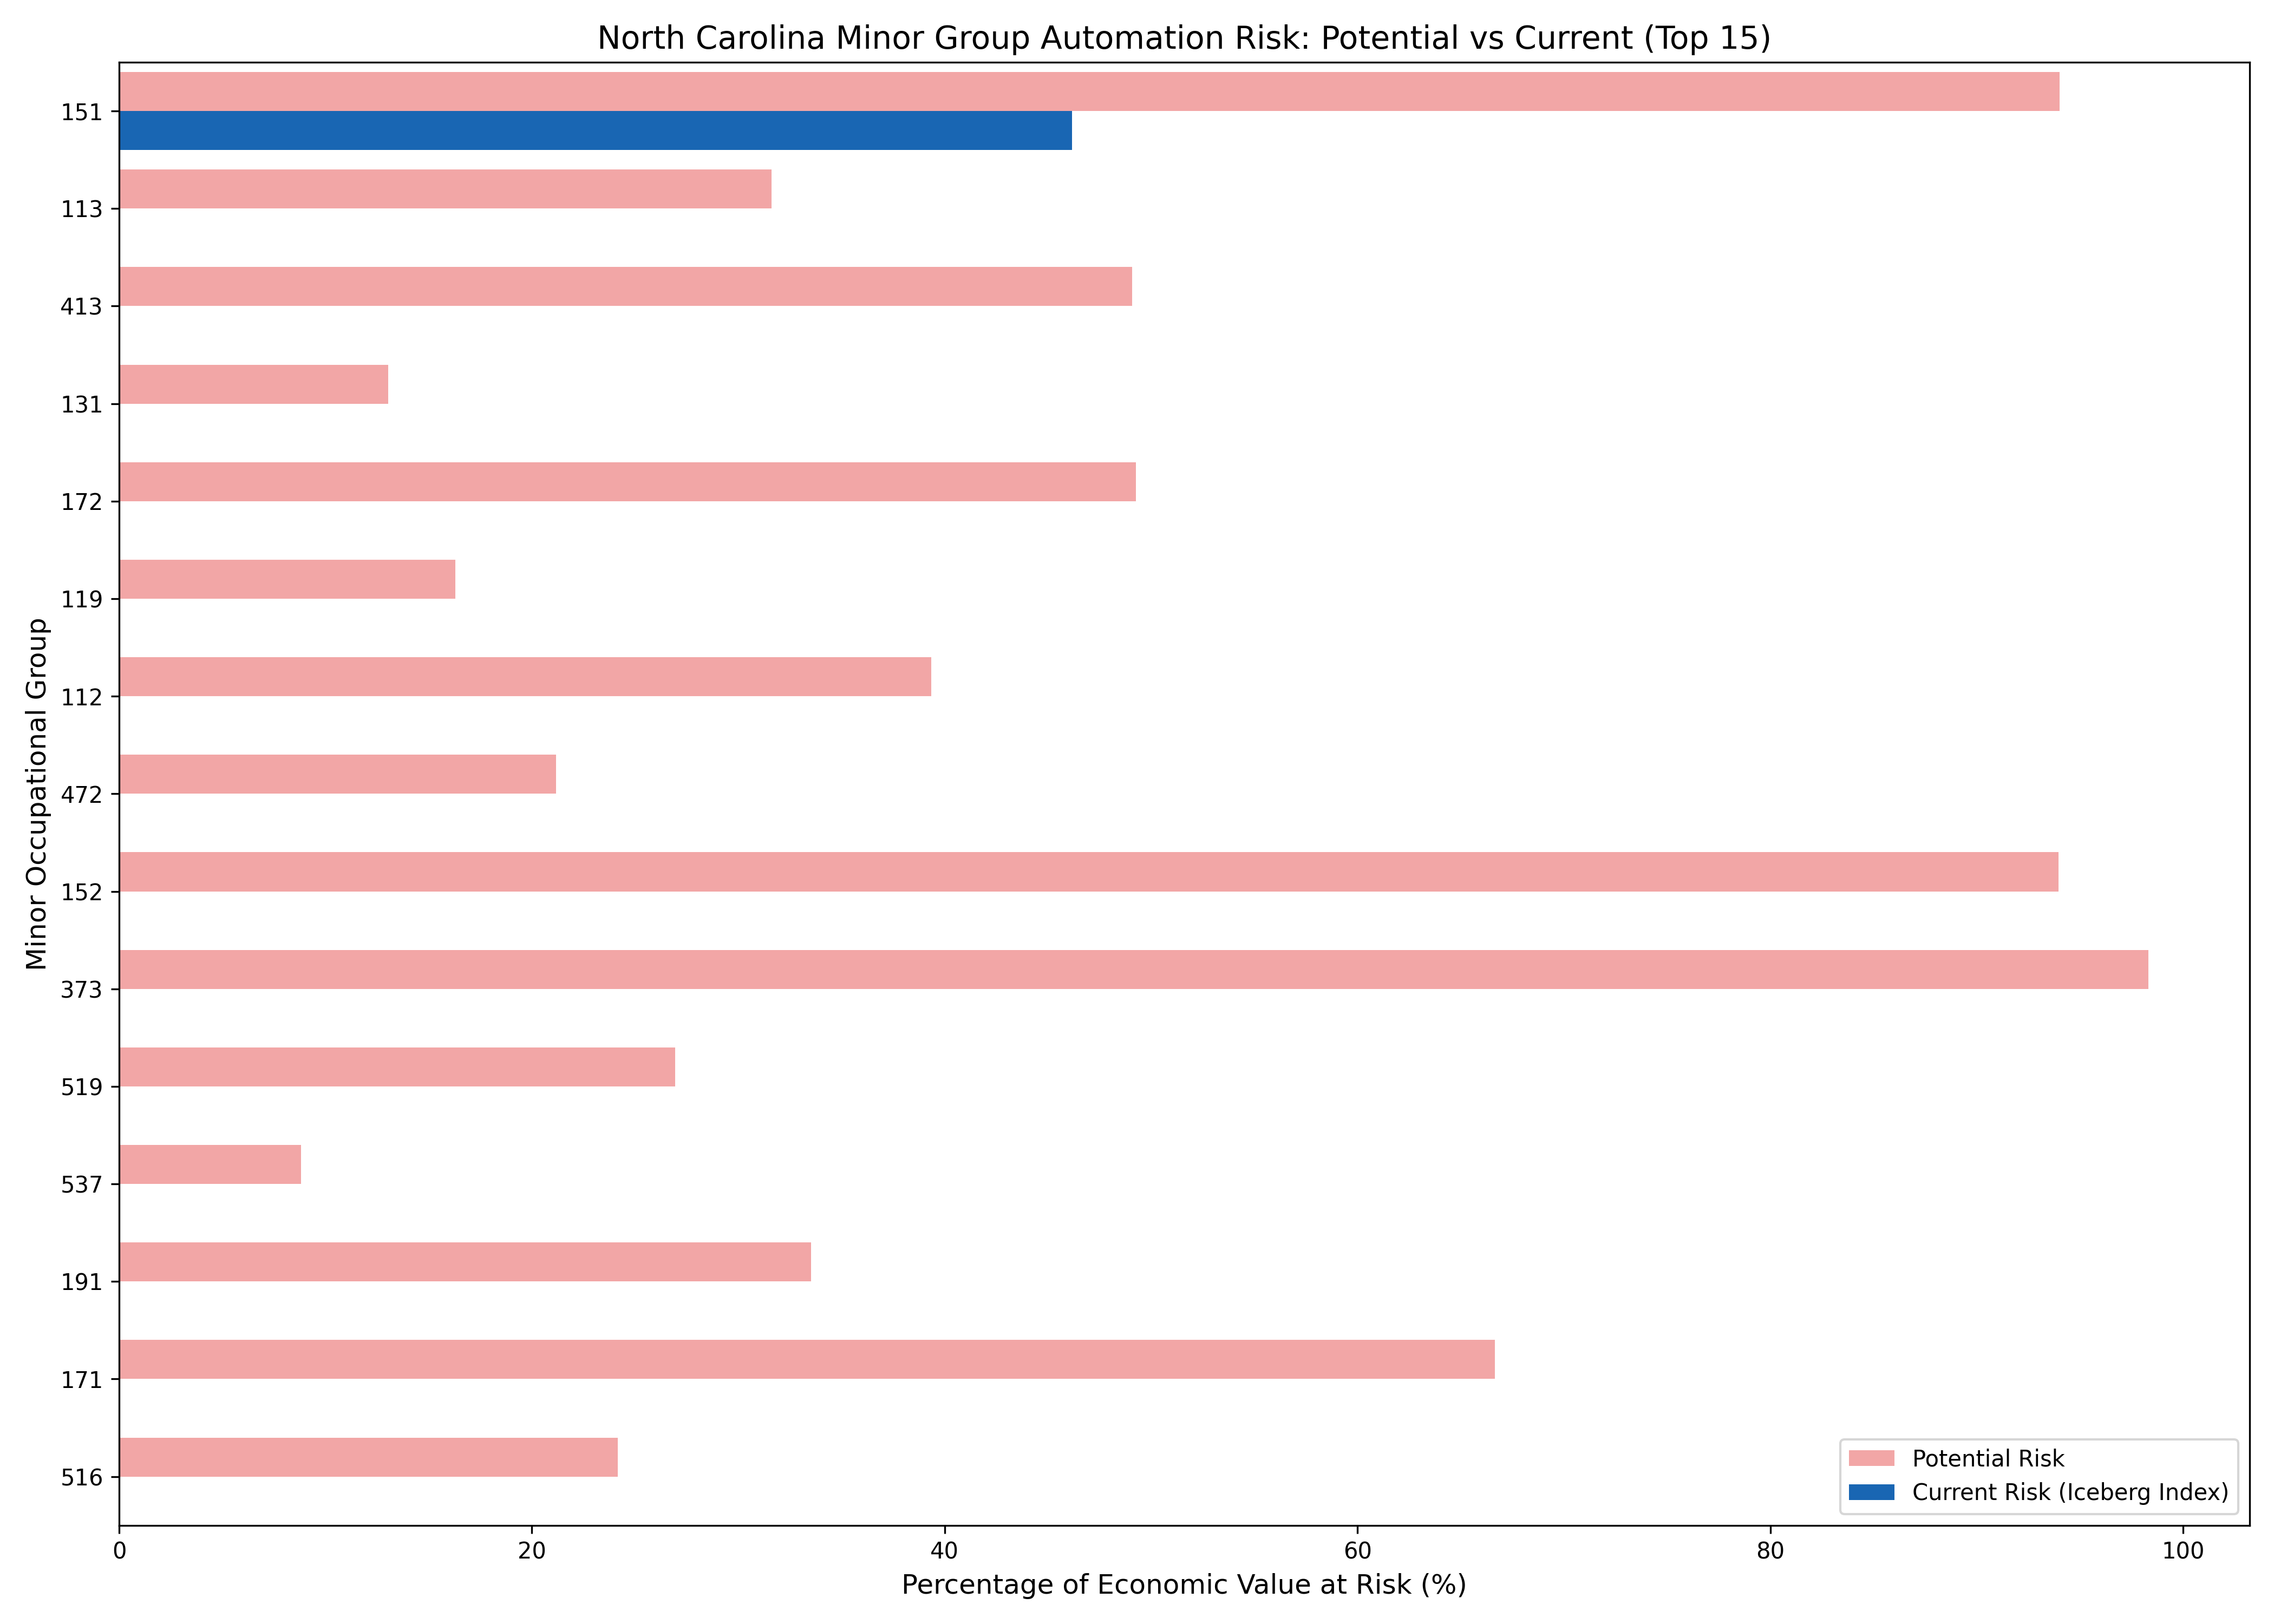 North Carolina Minor Group Automation Risk: Potential vs Current (Top 15)
Minor Occupational Group
151
113
413
131
172
119
112
472
152
373
519
537
191
171
516
Potential Risk
Current Risk (Iceberg Index)
0 20 40 60 80 100
Percentage of Economic Value at Risk (%)